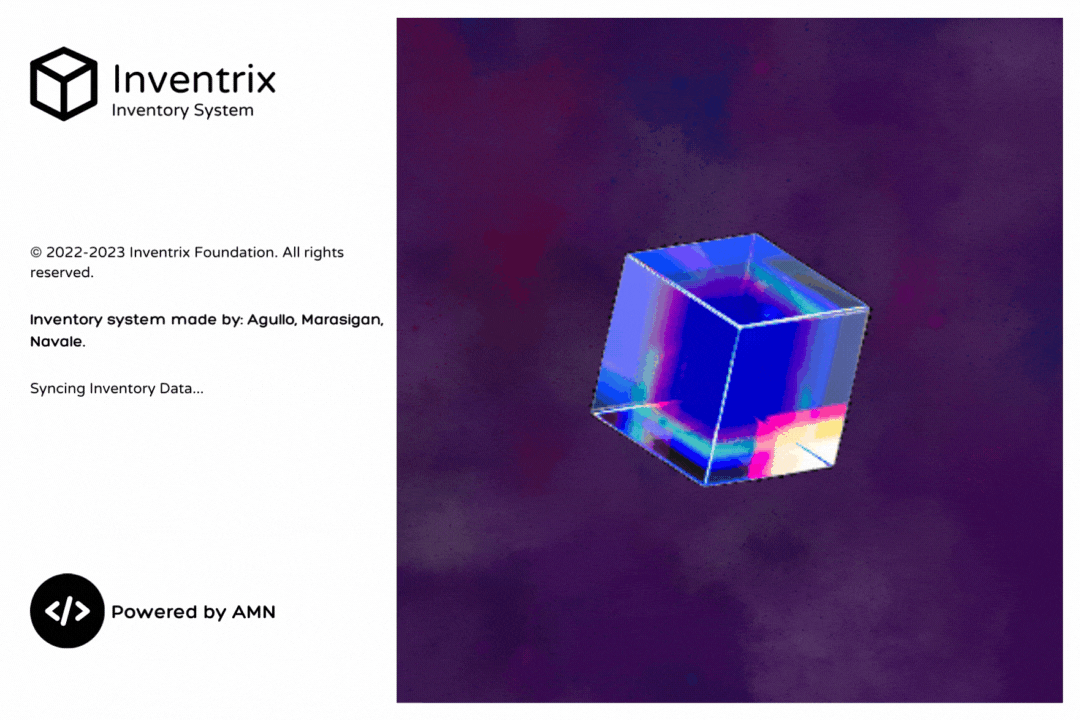 Inventrix
Inventory System
© 2022-2023 Inventrix Foundation. All rights
reserved.
Inventory system made by: Agullo, Marasigan,
Navale.
Syncing Inventory Data...
</> Powered by AMN